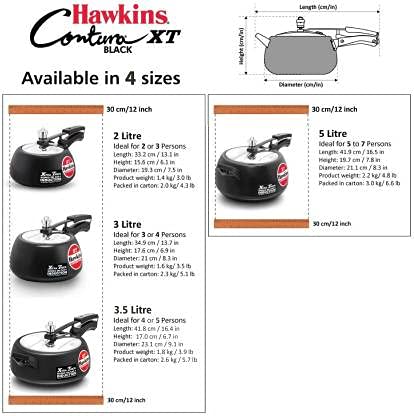 Hawkins
Contura XT
BLACK
Available in 4 sizes
Length (cm/in)
Height (cm/in)
Diameter (cm/in)
30 cm/12 inch
2 Litre
Ideal for 2 or 3 Persons
Length: 33.2 cm / 13.1 in
Height: 15.6 cm / 6.1 in
Diameter: 19.3 cm / 7.5 in
Product weight: 1.4 kg/ 3.0 lb
Packed in carton: 2.0 kg/ 4.3 lb
Hawkins
3 Litre
Ideal for 3 or 4 Persons
Length: 34.9 cm / 13.7 in
Height: 17.6 cm / 6.9 in
Diameter: 21 cm / 8.3 in
Product weight: 1.6 kg/ 3.5 lb
Packed in carton: 2.3 kg/ 5.1 lb
Hawkins
3.5 Litre
Ideal for 4 or 5 Persons
Length: 41.8 cm / 16.4 in
Height: 17.0 cm / 6.7 in
Diameter: 23.1 cm / 9.1 in
Product weight: 1.8 kg/ 3.9 lb
Packed in carton: 2.6 kg / 5.7 lb
Hawkins
30 cm/12 inch
30 cm/12 inch
5 Litre
Ideal for 5 to 7 Persons
Length: 41.9 cm / 16.5 in
Height: 19.7 cm / 7.8 in
Diameter: 21.1 cm / 8.3 in
Product weight: 2.2 kg / 4.8 lb
Packed in carton: 3.0 kg / 6.6 lb
Hawkins
30 cm/12 inch